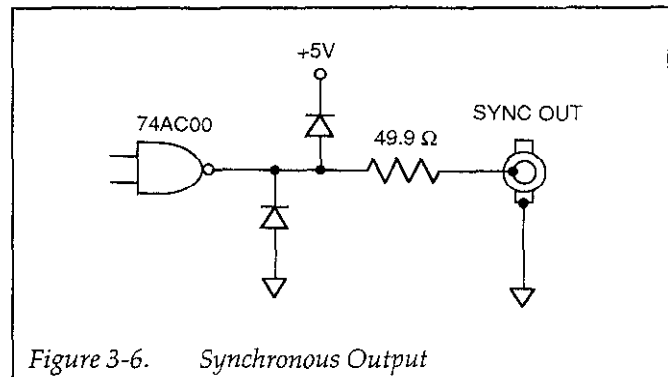 +5V
74AC00
49.9 Ω
SYNC OUT
Figure 3-6. Synchronous Output